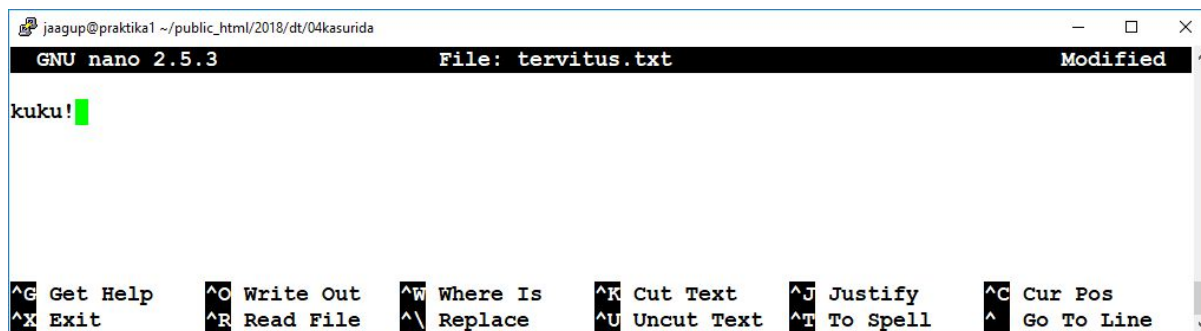 jaagup@praktika1 ~/public_html/2018/dt/04kasurida
GNU nano 2.5.3 File: tervitus.txt Modified
kuku!
^G Get Help ^O Write Out ^W Where Is ^K Cut Text ^J Justify ^C Cur Pos
^X Exit ^R Read File ^\ Replace ^U Uncut Text ^T To Spell ^ Go To Line